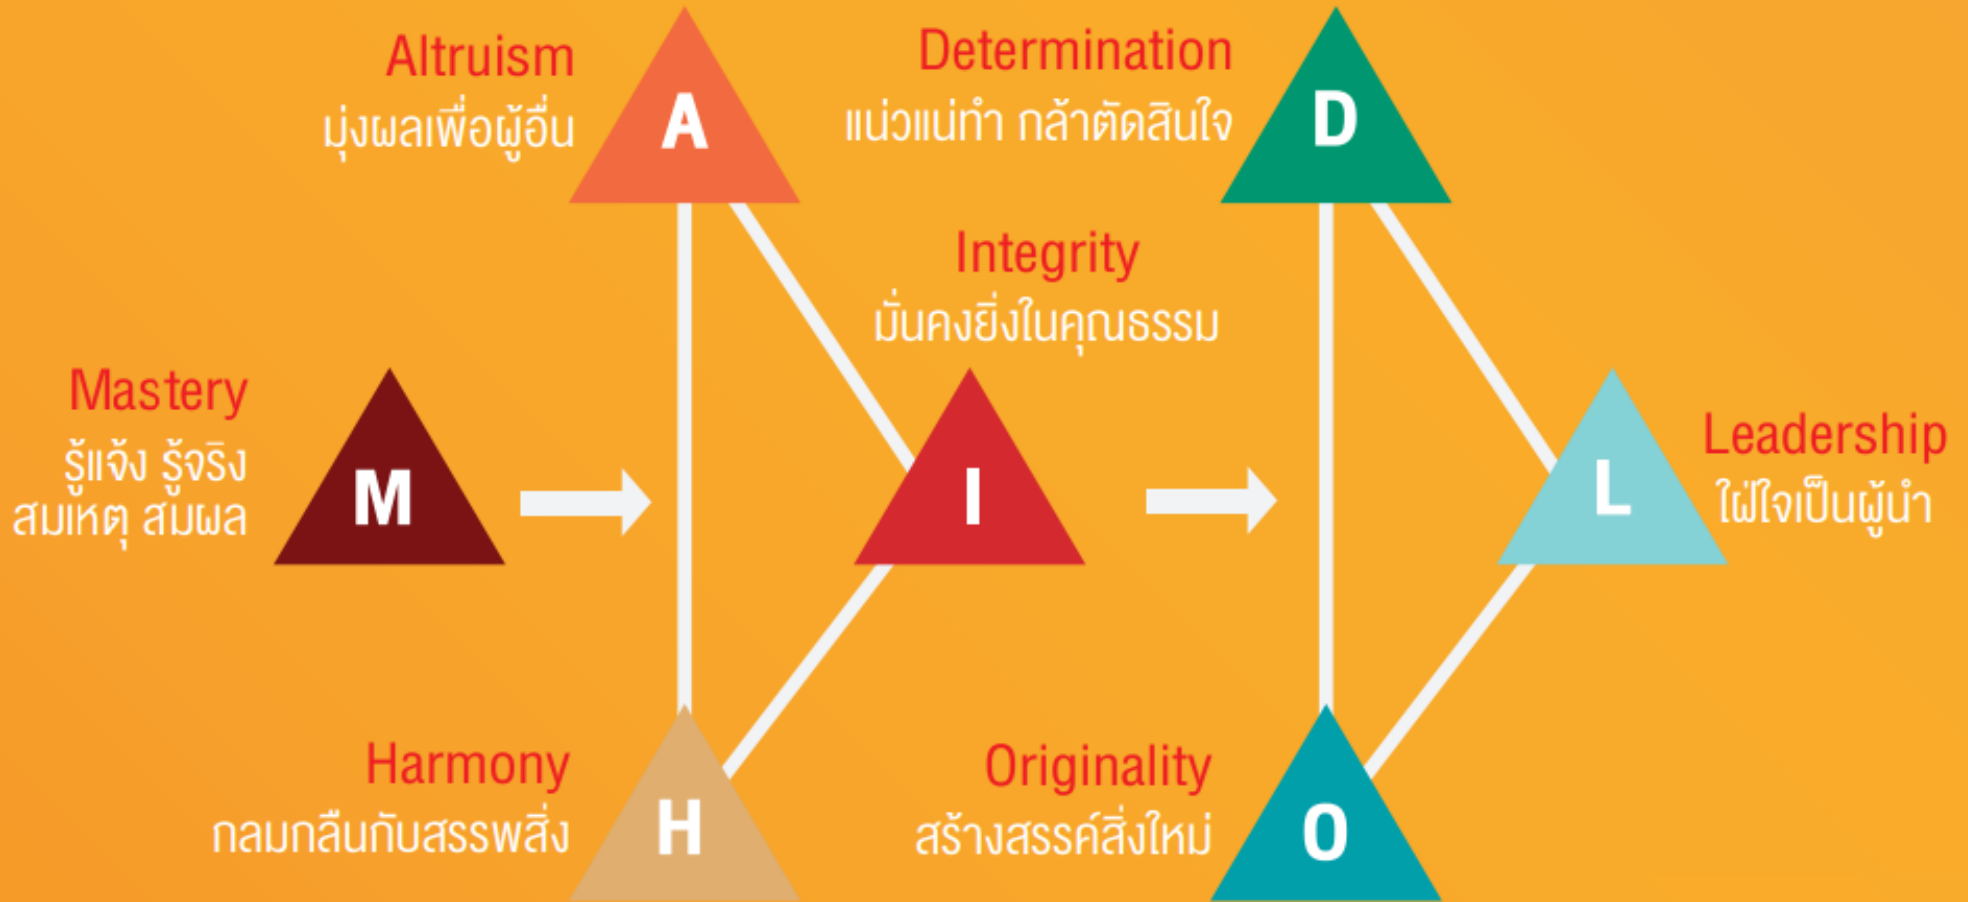 Altruism
มุ่งผลเพื่อผู้อื่น
A
Determination
แน่วแน่ทำ กล้าตัดสินใจ
D
Integrity
มั่นคงยิ่งในคุณธรรม
Mastery
รู้แจ้ง รู้จริง
สมเหตุ สมผล
M
I
L
Leadership
ใฝ่ใจเป็นผู้นำ
Harmony
กลมกลืนกับสรรพสิ่ง
H
Originality
สร้างสรรค์สิ่งใหม่
O